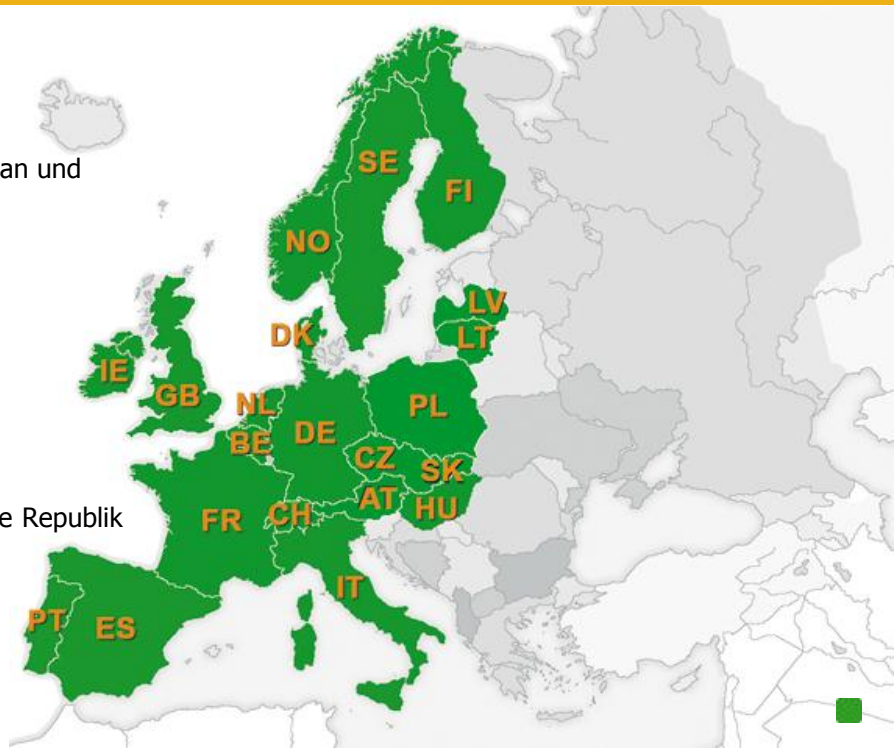 an und
SE
FI
NO
LV
DK
LT
IE
GB
NL
PL
BE
DE
CZ
SK
AT
HU
e Republik
FR
CH
IT
PT
ES